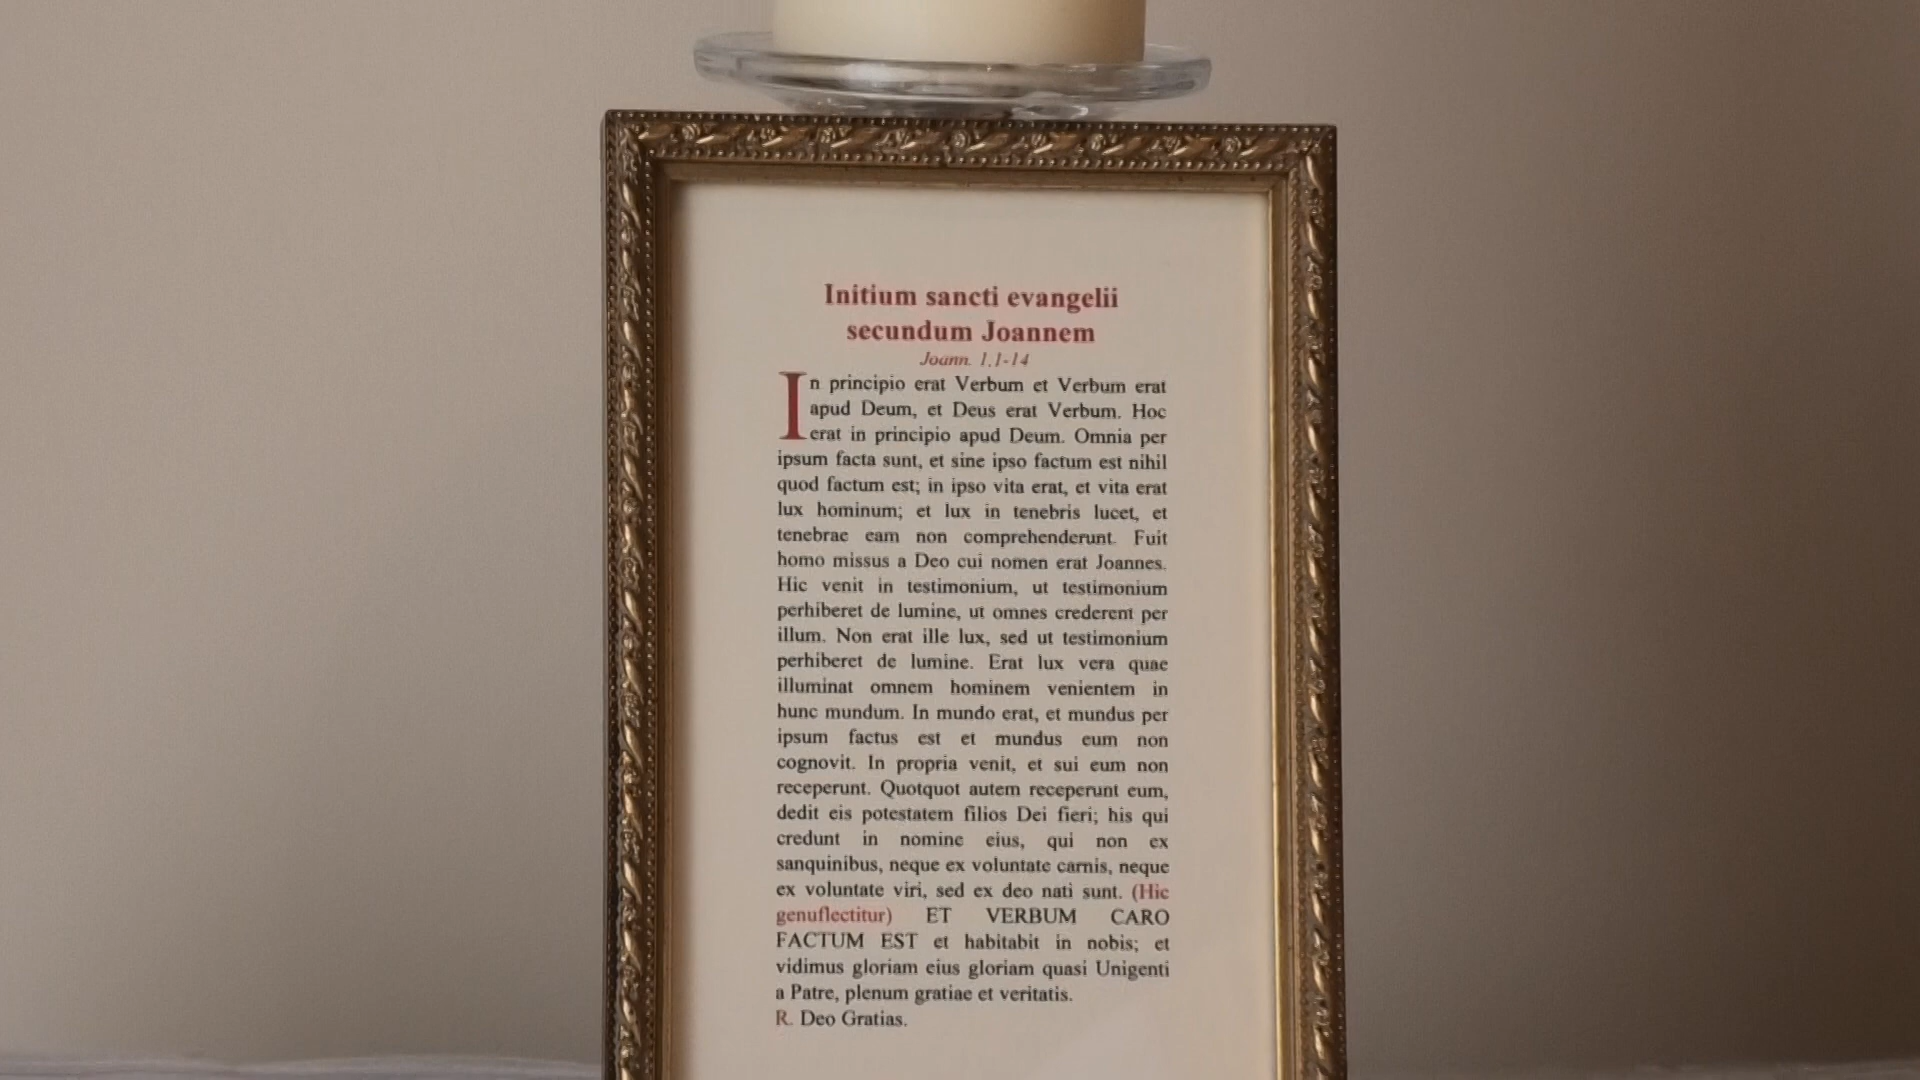 Initium sancti evangelii
secundum Joannem
Joann. 1,1-14
In principio erat Verbum et Verbum erat
apud Deum, et Deus erat Verbum. Hoc
erat in principio apud Deum. Omnia per
ipsum facta sunt, et sine ipso factum est nihil
quod factum est; in ipso vita erat, et vita erat
lux hominum; et lux in tenebris lucet, et
tenebrae eam non comprehenderunt. Fuit
homo missus a Deo cui nomen erat Joannes.
Hic venit in testimonium, ut testimonium
perhiberet de lumine, ut omnes crederent per
illum. Non erat ille lux, sed ut testimonium
perhiberet de lumine. Erat lux vera quae
illuminat omnem hominem venientem in
hunc mundum. In mundo erat, et mundus per
ipsum factus est et mundus eum non
cognovit. In propria venit, et sui eum non
receperunt. Quotquot autem receperunt eum,
dedit eis potestatem filios Dei fieri; his qui
credunt in nomine eius, qui non ex
sanquinibus, neque ex voluntate carnis, neque
ex voluntate viri, sed ex deo nati sunt. (Hic
genuflectitur) ET VERBUM CARO
FACTUM EST et habitabit in nobis; et
vidimus gloriam eius gloriam quasi Unigenti
a Patre, plenum gratiae et veritatis.
R. Deo Gratias.